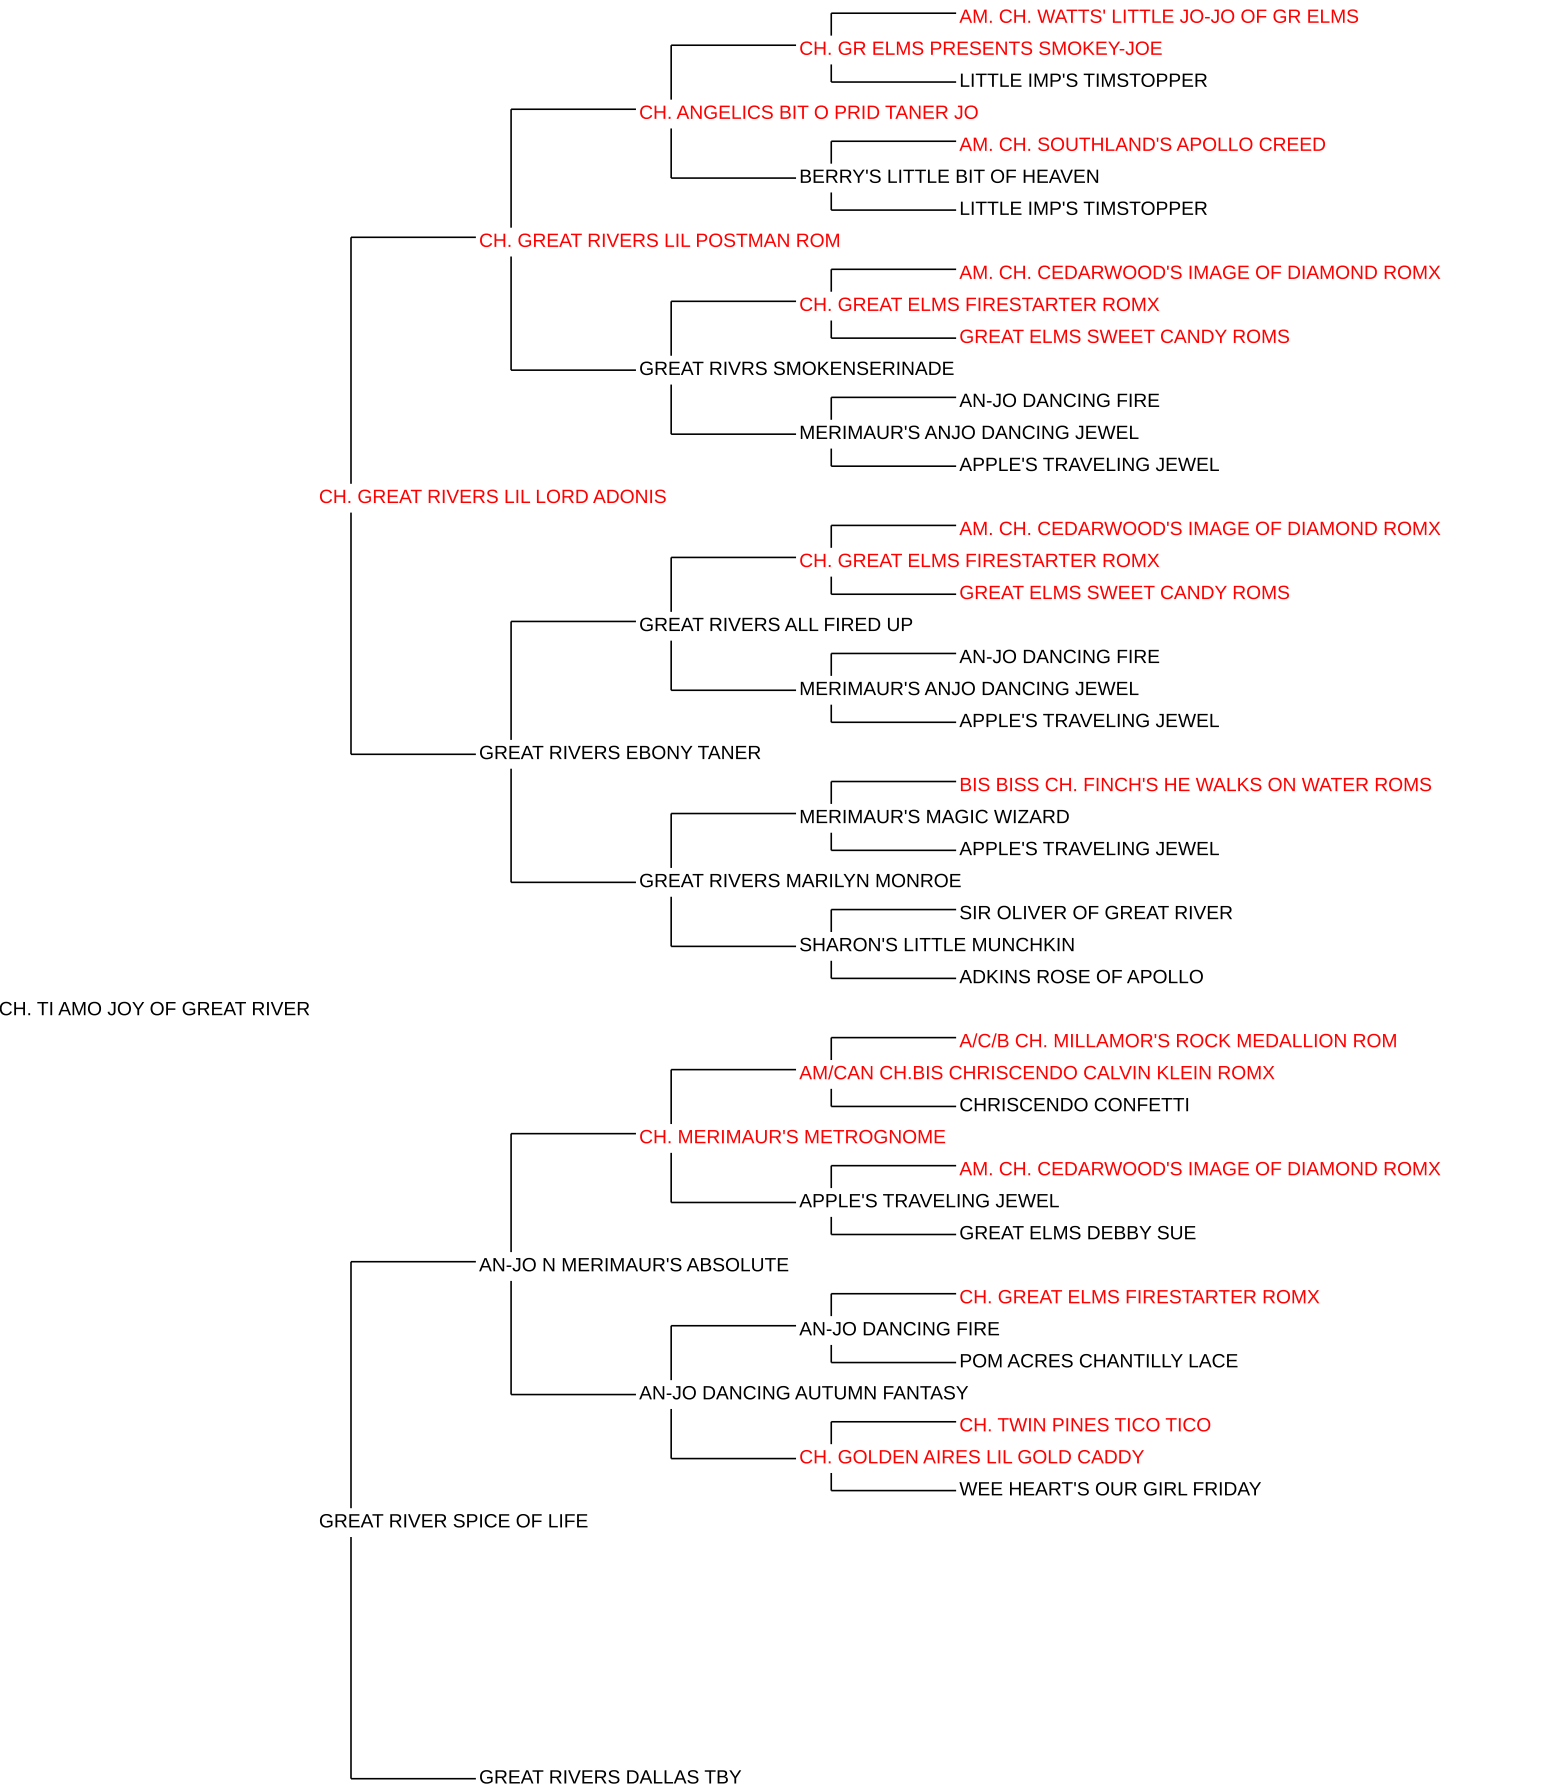 AM. CH. WATTS' LITTLE JO-JO OF GR ELMS
CH. GR ELMS PRESENTS SMOKEY-JOE
LITTLE IMP'S TIMSTOPPER
CH. ANGELICS BIT O PRID TANER JO
AM. CH. SOUTHLAND'S APOLLO CREED
BERRY'S LITTLE BIT OF HEAVEN
LITTLE IMP'S TIMSTOPPER
CH. GREAT RIVERS LIL POSTMAN ROM
AM. CH. CEDARWOOD'S IMAGE OF DIAMOND ROMX
CH. GREAT ELMS FIRESTARTER ROMX
GREAT ELMS SWEET CANDY ROMS
GREAT RIVRS SMOKENSERINADE
AN-JO DANCING FIRE
MERIMAUR'S ANJO DANCING JEWEL
APPLE'S TRAVELING JEWEL
CH. GREAT RIVERS LIL LORD ADONIS
AM. CH. CEDARWOOD'S IMAGE OF DIAMOND ROMX
CH. GREAT ELMS FIRESTARTER ROMX
GREAT ELMS SWEET CANDY ROMS
GREAT RIVERS ALL FIRED UP
AN-JO DANCING FIRE
MERIMAUR'S ANJO DANCING JEWEL
APPLE'S TRAVELING JEWEL
GREAT RIVERS EBONY TANER
BIS BISS CH. FINCH'S HE WALKS ON WATER ROMS
MERIMAUR'S MAGIC WIZARD
APPLE'S TRAVELING JEWEL
GREAT RIVERS MARILYN MONROE
SIR OLIVER OF GREAT RIVER
SHARON'S LITTLE MUNCHKIN
ADKINS ROSE OF APOLLO
CH. TI AMO JOY OF GREAT RIVER
A/C/B CH. MILLAMOR'S ROCK MEDALLION ROM
AM/CAN CH.BIS CHRISCENDO CALVIN KLEIN ROMX
CHRISCENDO CONFETTI
CH. MERIMAUR'S METROGNOME
AM. CH. CEDARWOOD'S IMAGE OF DIAMOND ROMX
APPLE'S TRAVELING JEWEL
GREAT ELMS DEBBY SUE
AN-JO N MERIMAUR'S ABSOLUTE
CH. GREAT ELMS FIRESTARTER ROMX
AN-JO DANCING FIRE
POM ACRES CHANTILLY LACE
AN-JO DANCING AUTUMN FANTASY
CH. TWIN PINES TICO TICO
CH. GOLDEN AIRES LIL GOLD CADDY
WEE HEART'S OUR GIRL FRIDAY
GREAT RIVER SPICE OF LIFE
GREAT RIVERS DALLAS TBY